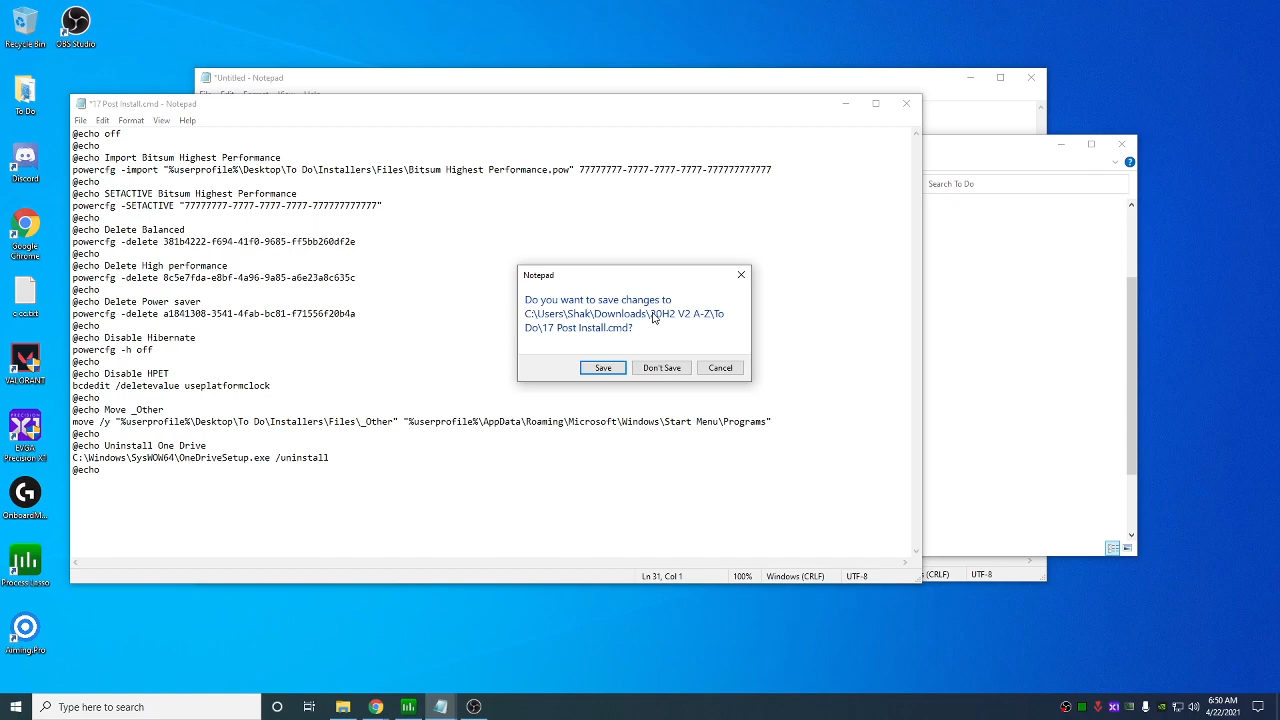 Recycle Bin
OBS Studio
To Do
Discord
Google
Chrome
VALORANT
EVGA
Precision X1
OnboardM...
Process Lasso
Aiming.Pro
*Untitled - Notepad
File Edit Format View Help
*17 Post Install.cmd - Notepad
File Edit Format View Help
@echo off
@echo
@echo Import Bitsum Highest Performance
powercfg -import "%userprofile%\Desktop\To Do\Installers\Files\Bitsum Highest Performance.pow" 77777777-7777-7777-7777-777777777777
@echo
@echo SETACTIVE Bitsum Highest Performance
powercfg -SETACTIVE "77777777-7777-7777-7777-777777777777"
@echo
@echo Delete Balanced
powercfg -delete 381b4222-f694-41f0-9685-ff5bb260df2e
@echo
@echo Delete High performance
powercfg -delete 8c5e7fda-e8bf-4a96-9a85-a6e23a8c635c
@echo
@echo Delete Power saver
powercfg -delete a1841308-3541-4fab-bc81-f71556f20b4a
@echo
@echo Disable Hibernate
powercfg -h off
@echo
@echo Disable HPET
bcdedit /deletevalue useplatformclock
@echo
@echo Move _Other
move /y "%userprofile%\Desktop\To Do\Installers\Files\_Other" "%userprofile%\AppData\Roaming\Microsoft\Windows\Start Menu\Programs"
@echo
@echo Uninstall One Drive
C:\Windows\SysWOW64\OneDriveSetup.exe /uninstall
@echo
Ln 31, Col 1 100% Windows (CRLF) UTF-8
Notepad
Do you want to save changes to
C:\Users\Shak\Downloads\20H2 V2 A-Z\To
Do\17 Post Install.cmd?
Save Don't Save Cancel
Search To Do
(CRLF) UTF-8
Type here to search
6:50 AM
4/22/2021